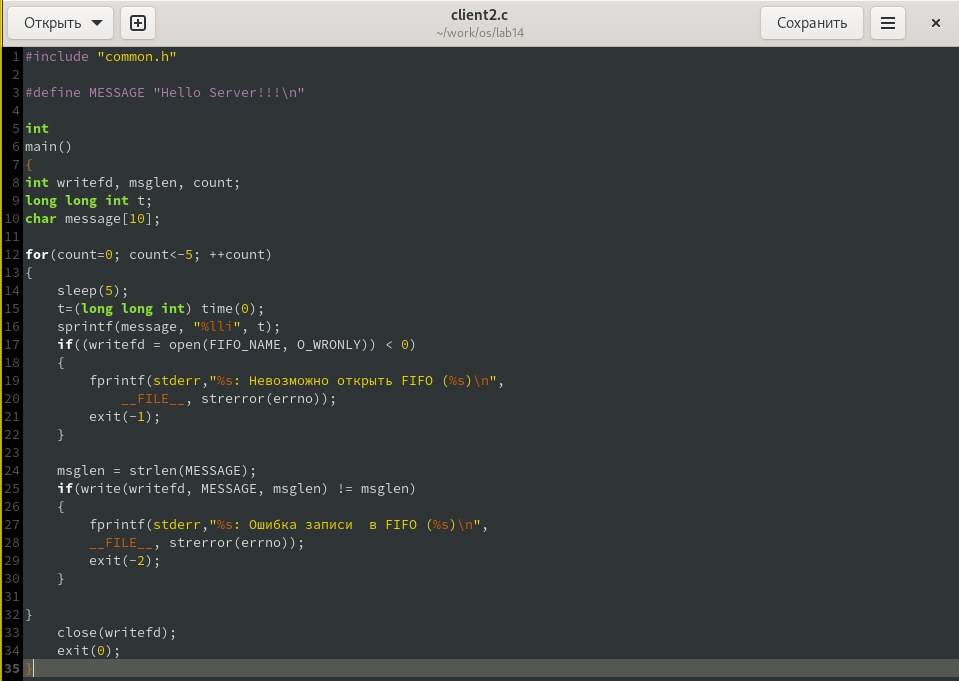 Открыть
client2.c
~/work/os/lab14
Сохранить
1 #include "common.h"
2
3 #define MESSAGE "Hello Server!!!\n"
4
5 int
6 main()
7 {
8 int writefd, msglen, count;
9 long long int t;
10 char message[10];
11
12 for(count=0; count<-5; ++count)
13 {
14     sleep(5);
15     t=(long long int) time(0);
16     sprintf(message, "%lli", t);
17     if((writefd = open(FIFO_NAME, O_WRONLY)) < 0)
18     {
19         fprintf(stderr,"%s: Невозможно открыть FIFO (%s)\n",
20             __FILE__, strerror(errno));
21         exit(-1);
22     }
23
24     msglen = strlen(MESSAGE);
25     if(write(writefd, MESSAGE, msglen) != msglen)
26     {
27         fprintf(stderr,"%s: Ошибка записи  в FIFO (%s)\n",
28         __FILE__, strerror(errno));
29         exit(-2);
30     }
31
32 }
33     close(writefd);
34     exit(0);
35 }